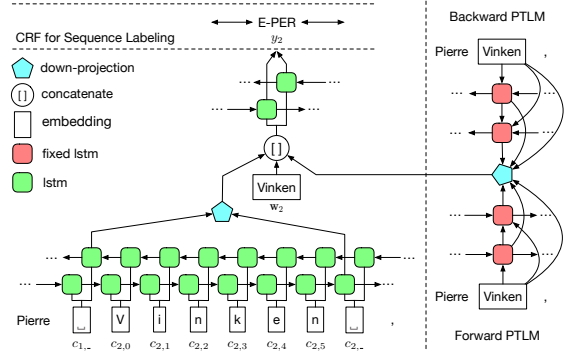 Backward PTLM
E-PER
CRF for Sequence Labeling
y₂
Pierre Vinken ,
down-projection
[ ] concatenate
embedding
fixed lstm
lstm
[ ]
Vinken
w₂
... ...
... ...
... ...
... ...
... ...
... ...
... ...
... ...
Pierre ␣ V i n k e n ␣ ,
c₁,₋ c₂,₀ c₂,₁ c₂,₂ c₂,₃ c₂,₄ c₂,₅ c₂,₋
Pierre Vinken ,
Forward PTLM